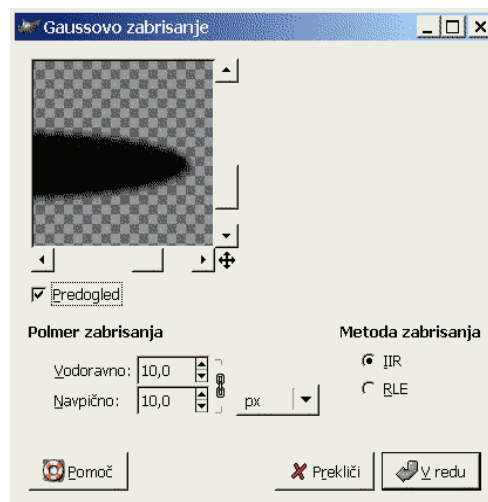 Gaussovo zabrisanje
Predogled
Polmer zabrisanja
Metoda zabrisanja
Vodoravno: 10,0
IIR
Navpično: 10,0 px
RLE
Pomoč
Prekliči
V redu